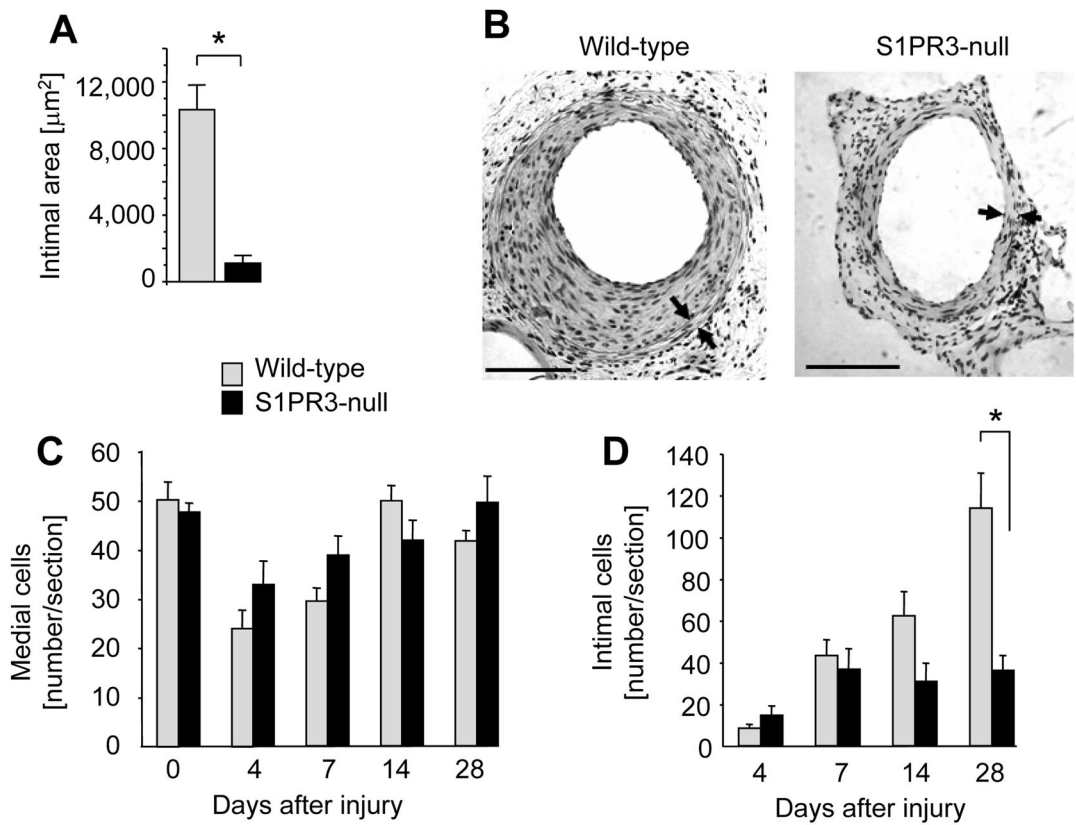 A
Intimal area [µm²]
12,000
8,000
4,000
0
*
B
Wild-type
S1PR3-null
Wild-type
S1PR3-null
C
Medial cells
[number/section]
60
50
40
30
20
10
0
0 4 7 14 28
Days after injury
D
Intimal cells
[number/section]
140
120
100
80
60
40
20
0
*
4 7 14 28
Days after injury